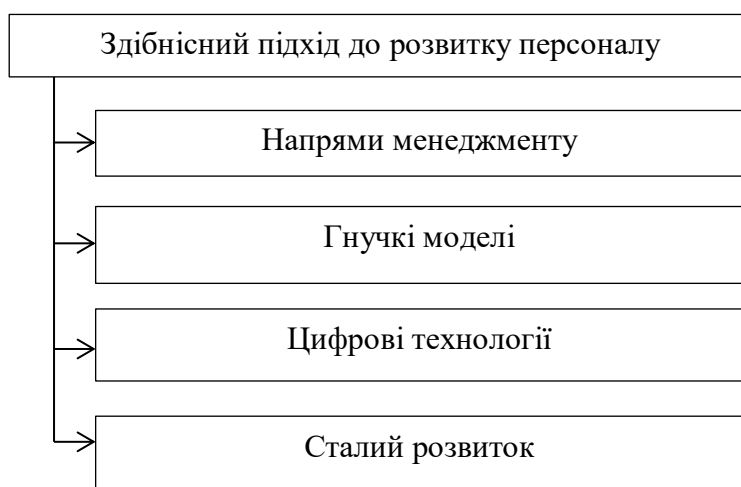 Здібнісний підхід до розвитку персоналу
Напрями менеджменту
Гнучкі моделі
Цифрові технології
Сталий розвиток